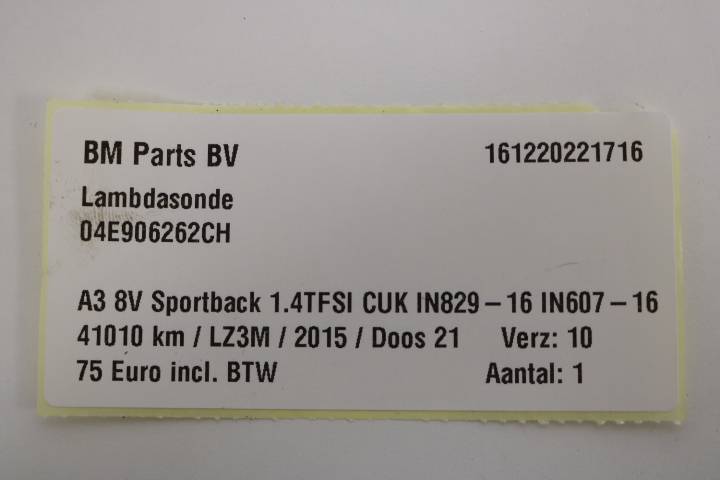 BM Parts BV 161220221716
Lambdasonde
04E906262CH
A3 8V Sportback 1.4TFSI CUK IN829-16 IN607-16
41010 km / LZ3M / 2015 / Doos 21 Verz: 10
75 Euro incl. BTW Aantal: 1